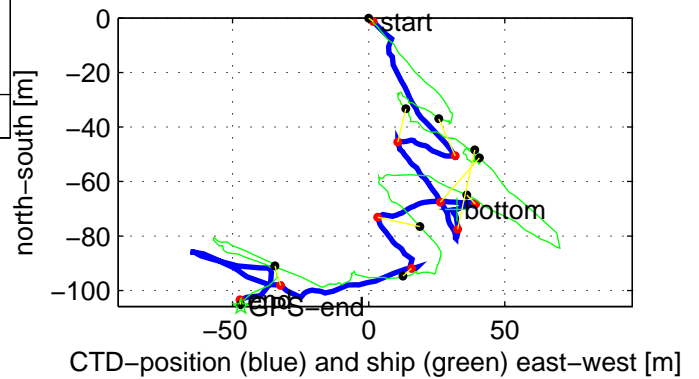 0
start
−20
−40
−60
bottom
−80
−100
end
GPS−end
north−south [m]
−50 0 50
CTD−position (blue) and ship (green) east−west [m]